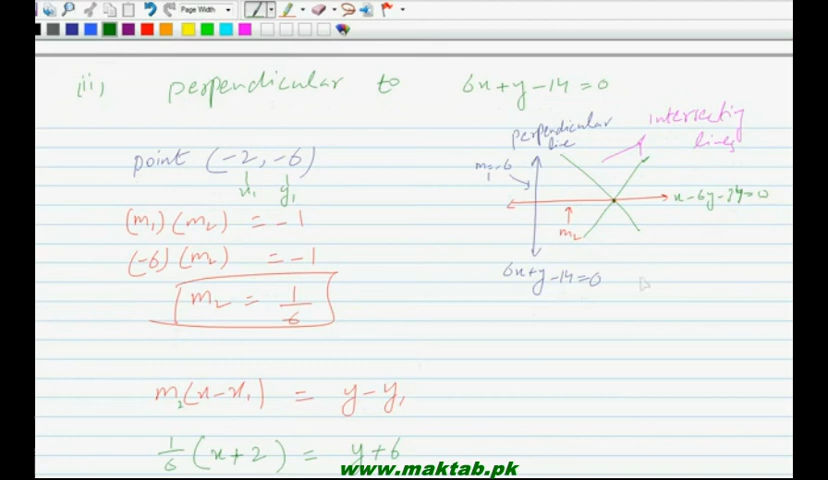 Page Width
(ii) perpendicular to 6x+y-14=0
intersecting
lines
perpendicular
line
point (-2, -6)
x₁ y₁
m₁=-6
(m₁)(m₂) = -1
x-6y-34=0
m₂
(-6)(m₂) = -1
6x+y-14=0
m₂ = 1/6
m₂(x-x₁) = y-y₁
1/6 (x+2) = y+6
www.maktab.pk